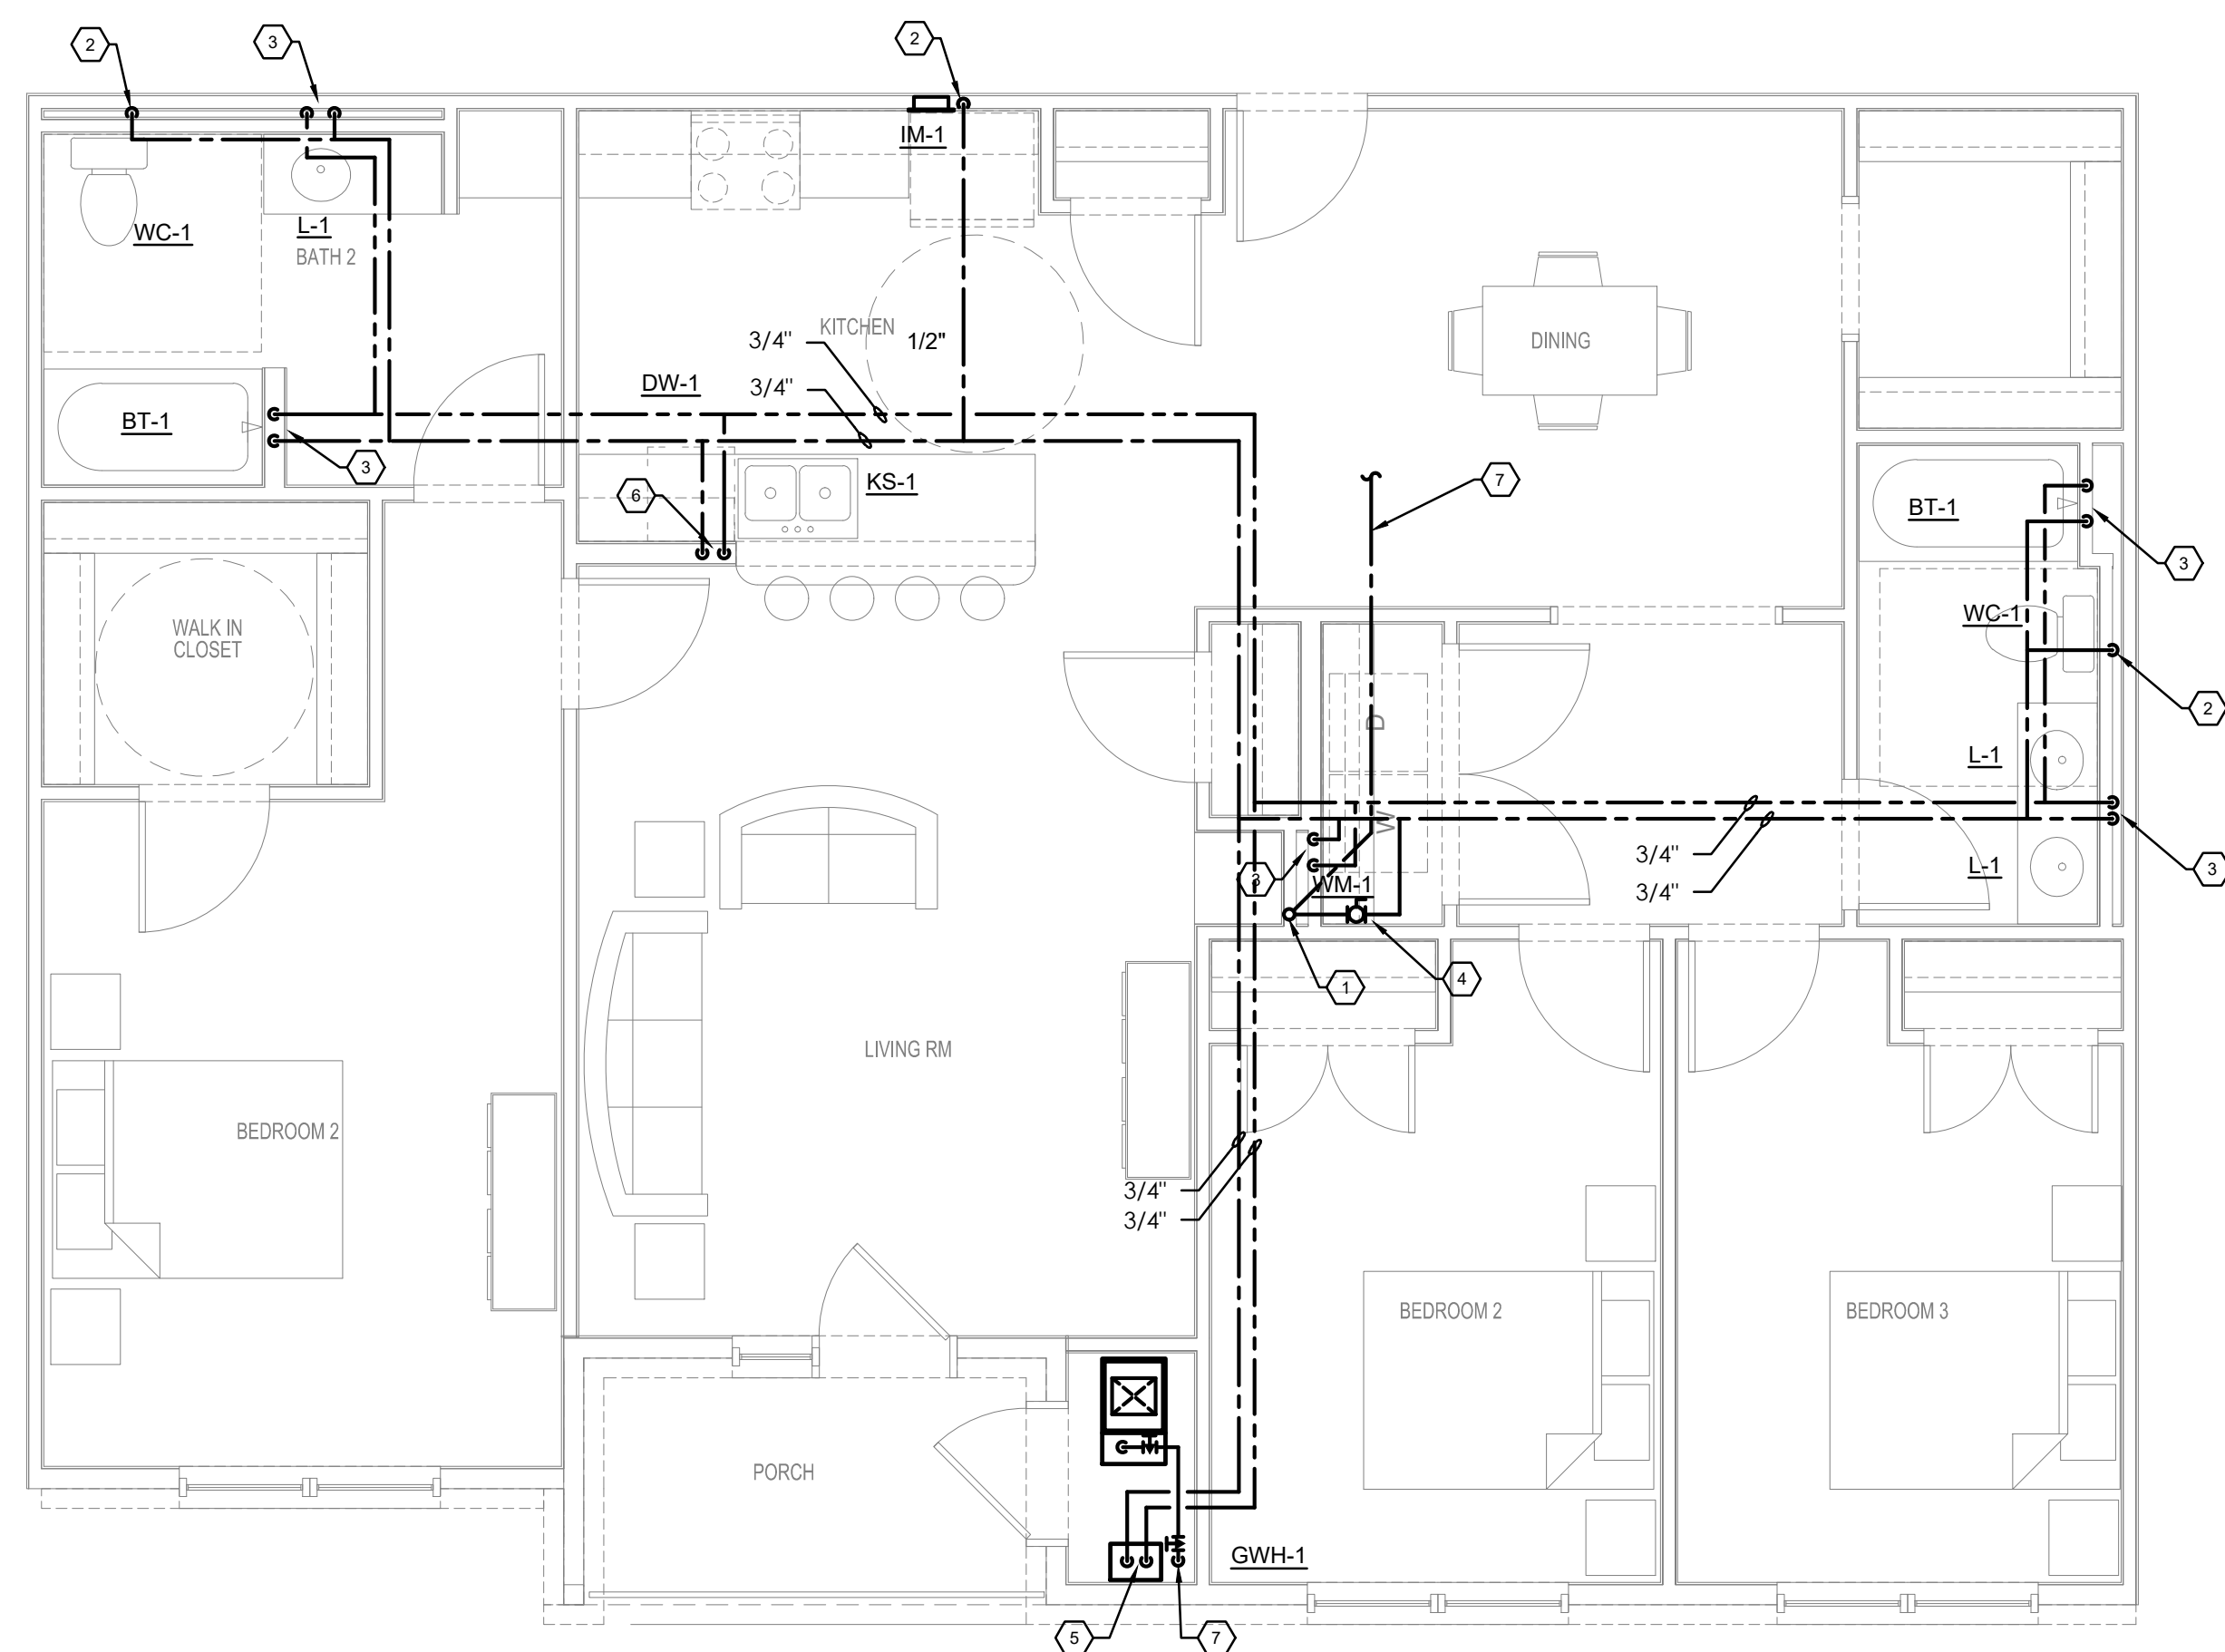 2
3
2
IM-1
WC-1
L-1
BATH 2
3/4"
KITCHEN
1/2"
DINING
DW-1
3/4"
BT-1
3
KS-1
7
6
BT-1
3
WALK IN
CLOSET
WC-1
2
D
L-1
W
3/4"
3
WM-1
3/4"
L-1
3
1
4
LIVING RM
BEDROOM 2
3/4"
3/4"
BEDROOM 2
BEDROOM 3
PORCH
GWH-1
5
7